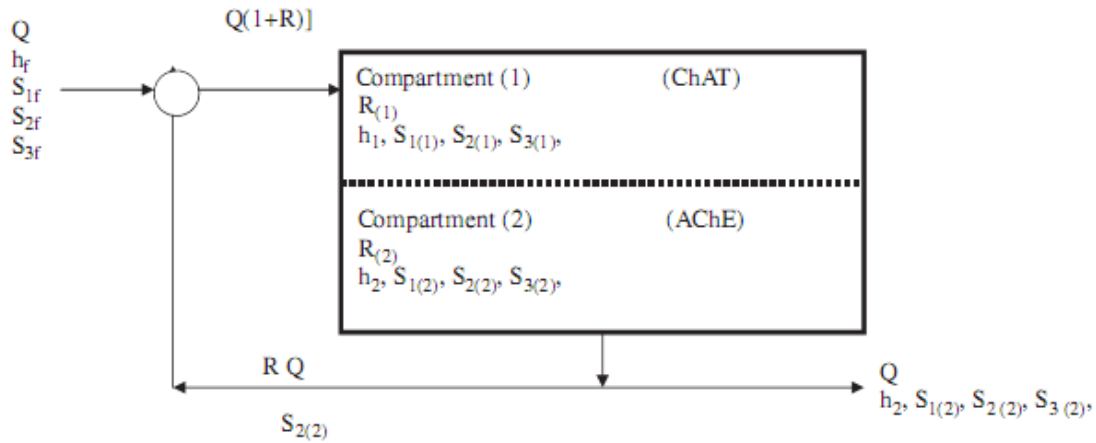 Q(1+R)]
Q
h_f
S_1f
S_2f
S_3f
Compartment (1) (ChAT)
R_(1)
h_1, S_1(1), S_2(1), S_3(1),
Compartment (2) (AChE)
R_(2)
h_2, S_1(2), S_2(2), S_3(2),
R Q
S_2(2)
Q
h_2, S_1(2), S_2 (2), S_3 (2),